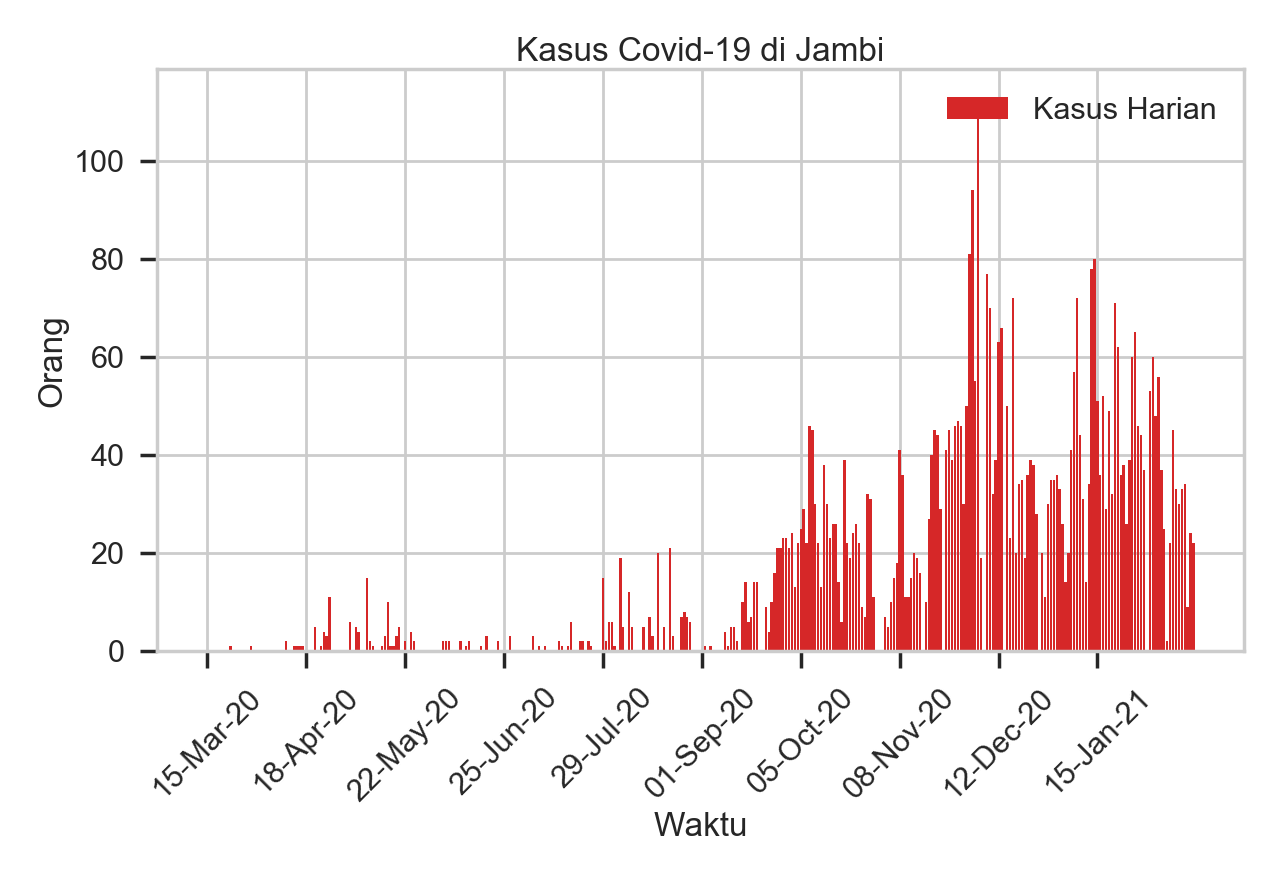 Kasus Covid-19 di Jambi
Kasus Harian
Orang
100
80
60
40
20
0
15-Mar-20
18-Apr-20
22-May-20
25-Jun-20
29-Jul-20
01-Sep-20
05-Oct-20
08-Nov-20
12-Dec-20
15-Jan-21
Waktu